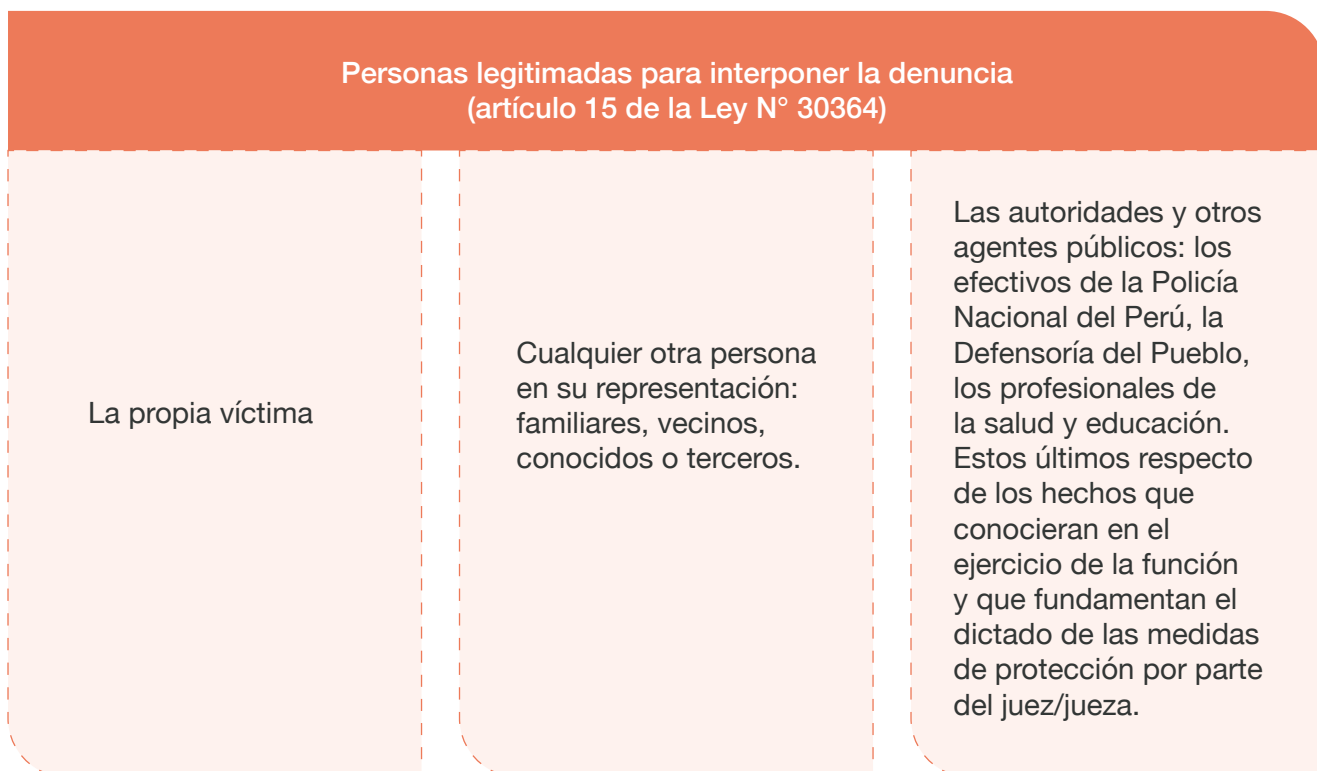 Personas legitimadas para interponer la denuncia
(artículo 15 de la Ley N° 30364)
La propia víctima
Cualquier otra persona
en su representación:
familiares, vecinos,
conocidos o terceros.
Las autoridades y otros
agentes públicos: los
efectivos de la Policía
Nacional del Perú, la
Defensoría del Pueblo,
los profesionales de
la salud y educación.
Estos últimos respecto
de los hechos que
conocieran en el
ejercicio de la función
y que fundamentan el
dictado de las medidas
de protección por parte
del juez/jueza.